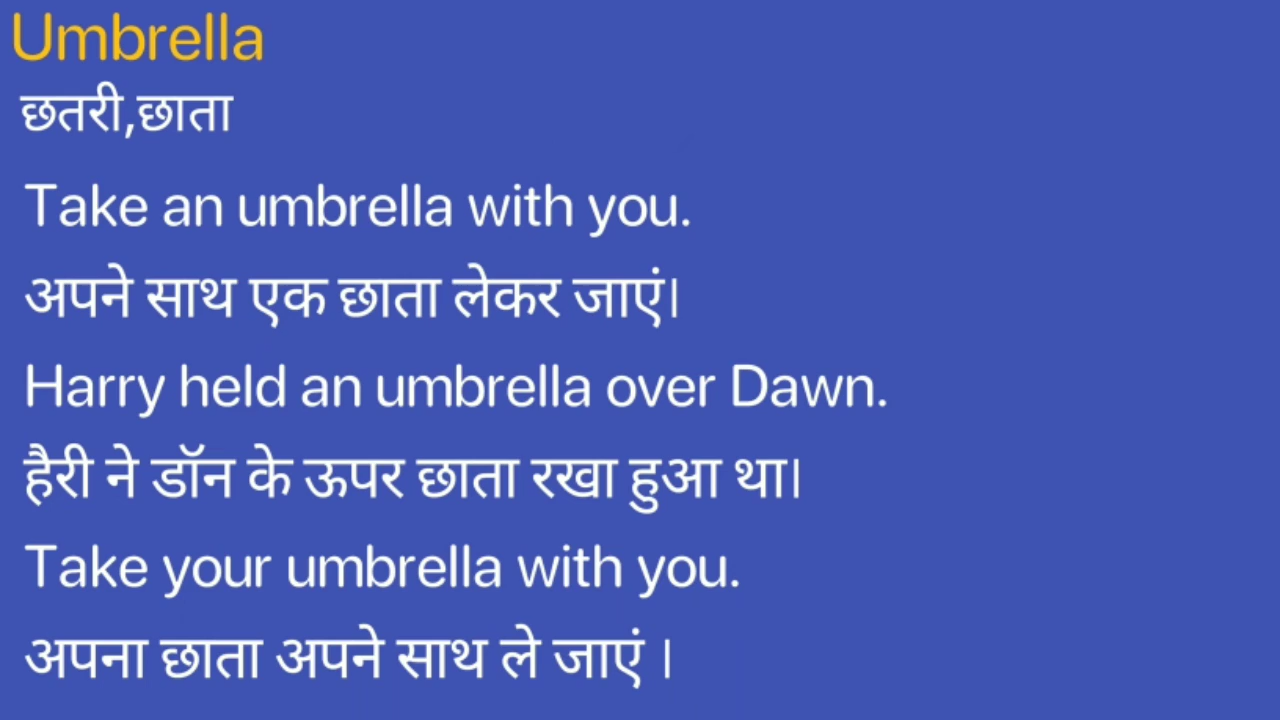 Umbrella
छतरी,छाता
Take an umbrella with you.
अपने साथ एक छाता लेकर जाएं।
Harry held an umbrella over Dawn.
हैरी ने डॉन के ऊपर छाता रखा हुआ था।
Take your umbrella with you.
अपना छाता अपने साथ ले जाएं ।